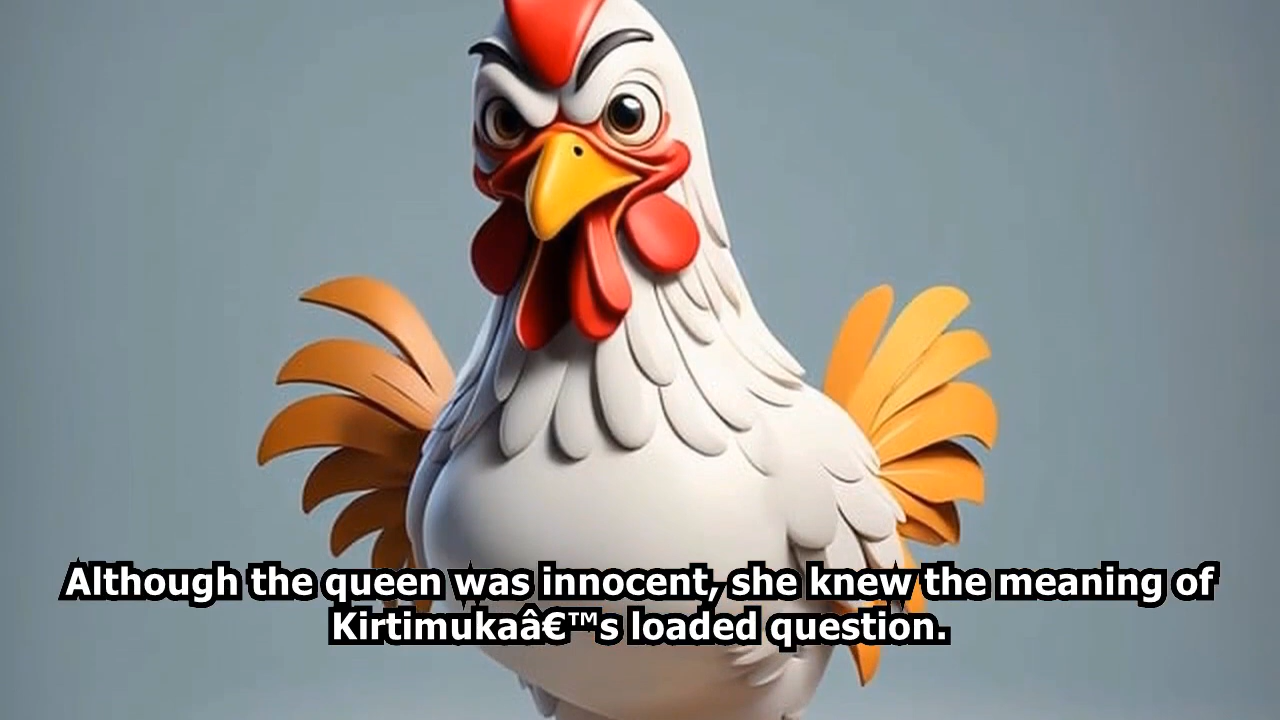 Although the queen was innocent, she knew the meaning of
Kirtimukaâ€™s loaded question.